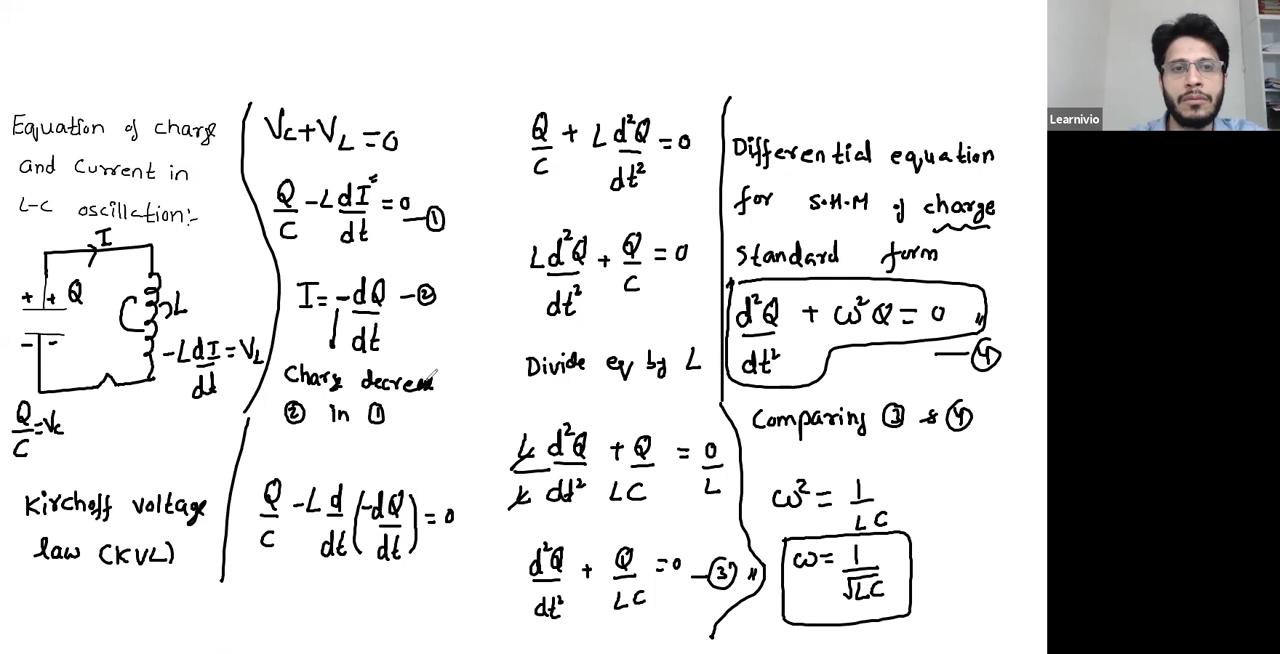 Equation of charge
and Current in
L-C oscillation:-
I
+ + Q
- -
L
-L dI/dt = VL
Q/C = Vc
Kirchoff voltage
law (KVL)
Vc + VL = 0
Q/C - L dI/dt = 0 — ①
I = -dQ/dt — ②
② in ①
Q/C - L d/dt (-dQ/dt) = 0
Q/C + L d²Q/dt² = 0
L d²Q/dt² + Q/C = 0
Divide eq by L
L/L d²Q/dt² + Q/LC = 0/L
d²Q/dt² + Q/LC = 0 — ③
Differential equation
for S.H.M of charge
Standard form
d²Q/dt² + ω²Q = 0 — ④
Comparing ③ & ④
ω² = 1/LC
ω = 1/√LC
Learnivio